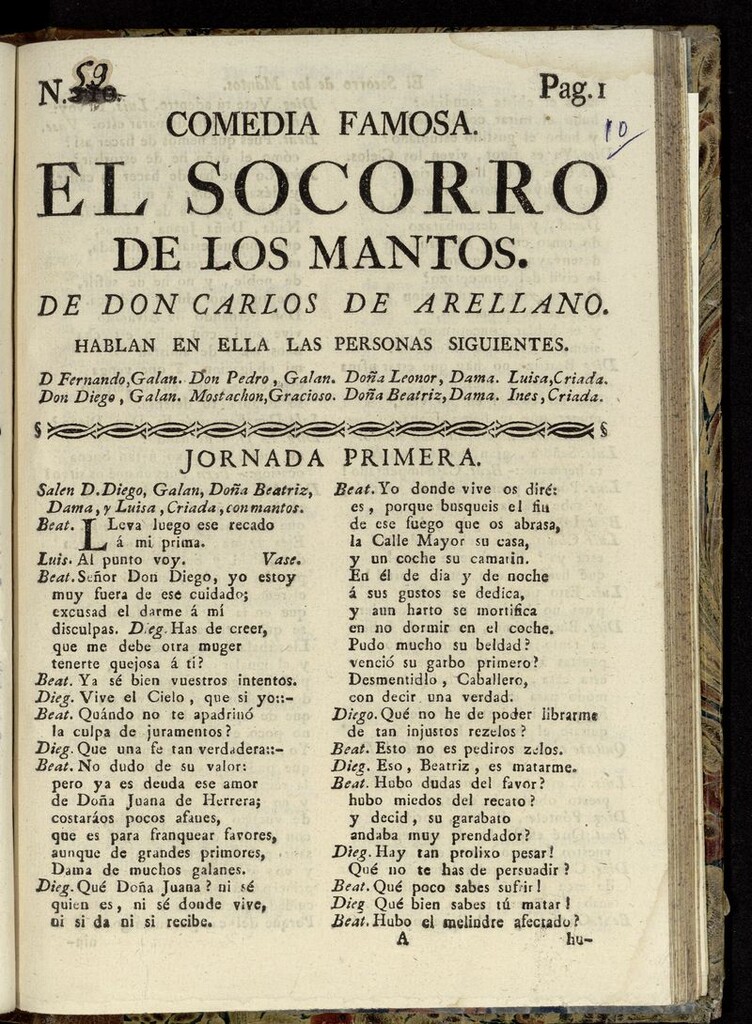 N. 59
Pag. 1
10
COMEDIA FAMOSA.
EL SOCORRO
DE LOS MANTOS.
DE DON CARLOS DE ARELLANO.
HABLAN EN ELLA LAS PERSONAS SIGUIENTES.
D Fernando, Galan. Don Pedro, Galan. Doña Leonor, Dama. Luisa, Criada.
Don Diego, Galan. Mostachon, Gracioso. Doña Beatriz, Dama. Ines, Criada.
JORNADA PRIMERA.
Salen D. Diego, Galan, Doña Beatriz,
Dama, y Luisa, Criada, con mantos.
Beat. LLeva luego ese recado
á mi prima.
Luis. Al punto voy. Vase.
Beat. Señor Don Diego, yo estoy
muy fuera de ese cuidado;
excusad el darme á mí
disculpas. Dieg. Has de creer,
que me debe otra muger
tenerte quejosa á ti?
Beat. Ya sé bien vuestros intentos.
Dieg. Vive el Cielo, que si yo::-
Beat. Quándo no te apadrinó
la culpa de juramentos?
Dieg. Que una fe tan verdadera::-
Beat. No dudo de su valor:
pero ya es deuda ese amor
de Doña Juana de Herrera;
costaráos pocos afanes,
que es para franquear favores,
aunque de grandes primores,
Dama de muchos galanes.
Dieg. Qué Doña Juana? ni sé
quien es, ni sé donde vive,
ni si da ni si recibe.
Beat. Yo donde vive os diré:
es, porque busqueis el fin
de ese fuego que os abrasa,
la Calle Mayor su casa,
y un coche su camarin.
En él de dia y de noche
á sus gustos se dedica,
y aun harto se mortifica
en no dormir en el coche.
Pudo mucho su beldad?
venció su garbo primero?
Desmentidlo, Caballero,
con decir una verdad.
Diego. Qué no he de poder librarme
de tan injustos rezelos?
Beat. Esto no es pediros zelos.
Dieg. Eso, Beatriz, es matarme.
Beat. Hubo dudas del favor?
hubo miedos del recato?
y decid, su garabato
andaba muy prendador?
Dieg. Hay tan prolixo pesar!
Qué no te has de persuadir?
Beat. Qué poco sabes sufrir!
Dieg Qué bien sabes tú matar!
Beat. Hubo el melindre afectado?
A
hu-